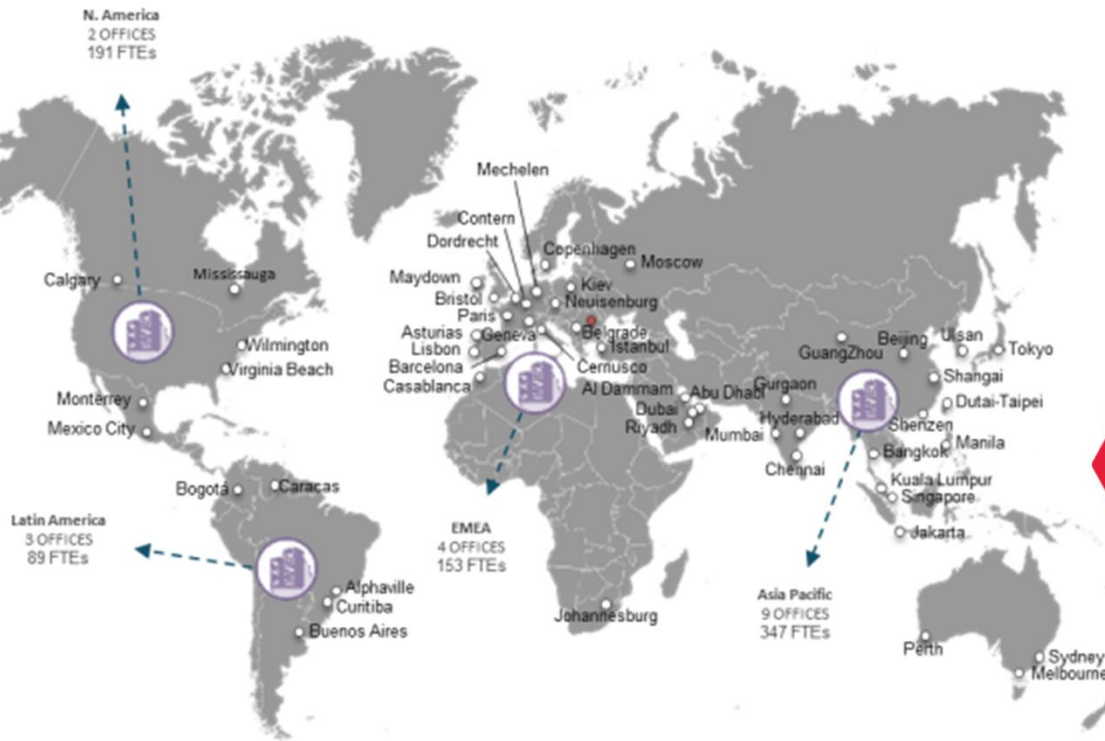 N. America
2 OFFICES
191 FTEs
Mechelen
Contern
Dordrecht
Copenhagen
Moscow
Calgary
Mississauga
Maydown
Kiev
Bristol
Neuisenburg
Paris
Asturias
Geneva
Belgrade
Lisbon
Istanbul
Barcelona
Cernusco
Casablanca
Wilmington
Virginia Beach
Monterrey
Mexico City
Al Dammam
Abu Dhabi
Dubai
Riyadh
Gurgaon
Hyderabad
Mumbai
Chennai
GuangZhou
Beijing
Ulsan
Tokyo
Shangai
Dutai-Taipei
Shenzen
Manila
Bangkok
Kuala Lumpur
Singapore
Jakarta
Bogotá
Caracas
Latin America
3 OFFICES
89 FTEs
EMEA
4 OFFICES
153 FTEs
Alphaville
Curitiba
Buenos Aires
Johannesburg
Asia Pacific
9 OFFICES
347 FTEs
Perth
Sydney
Melbourne